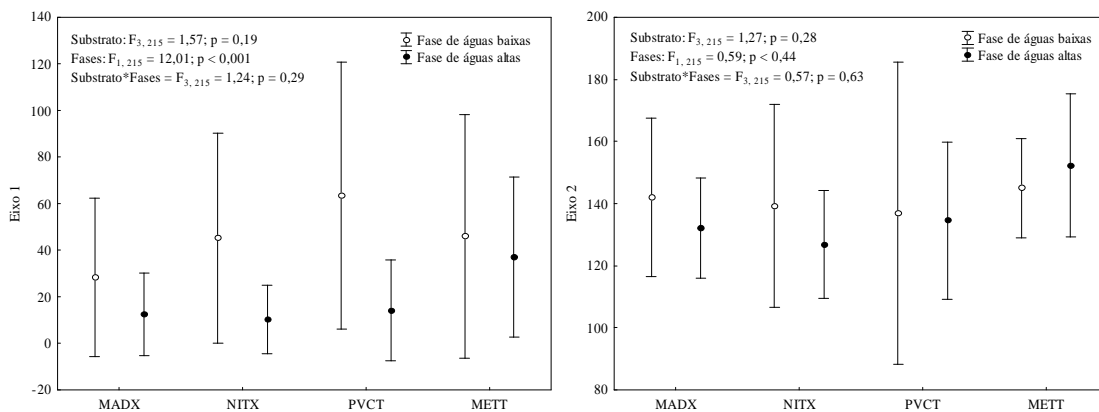 140
120
100
80
60
40
20
0
-20
Eixo 1
Substrato: F3, 215 = 1,57; p = 0,19
Fases: F1, 215 = 12,01; p < 0,001
Substrato*Fases = F3, 215 = 1,24; p = 0,29
Fase de águas baixas
Fase de águas altas
MADX NITX PVCT METT
200
180
160
140
120
100
80
Eixo 2
Substrato: F3, 215 = 1,27; p = 0,28
Fases: F1, 215 = 0,59; p < 0,44
Substrato*Fases = F3, 215 = 0,57; p = 0,63
Fase de águas baixas
Fase de águas altas
MADX NITX PVCT METT